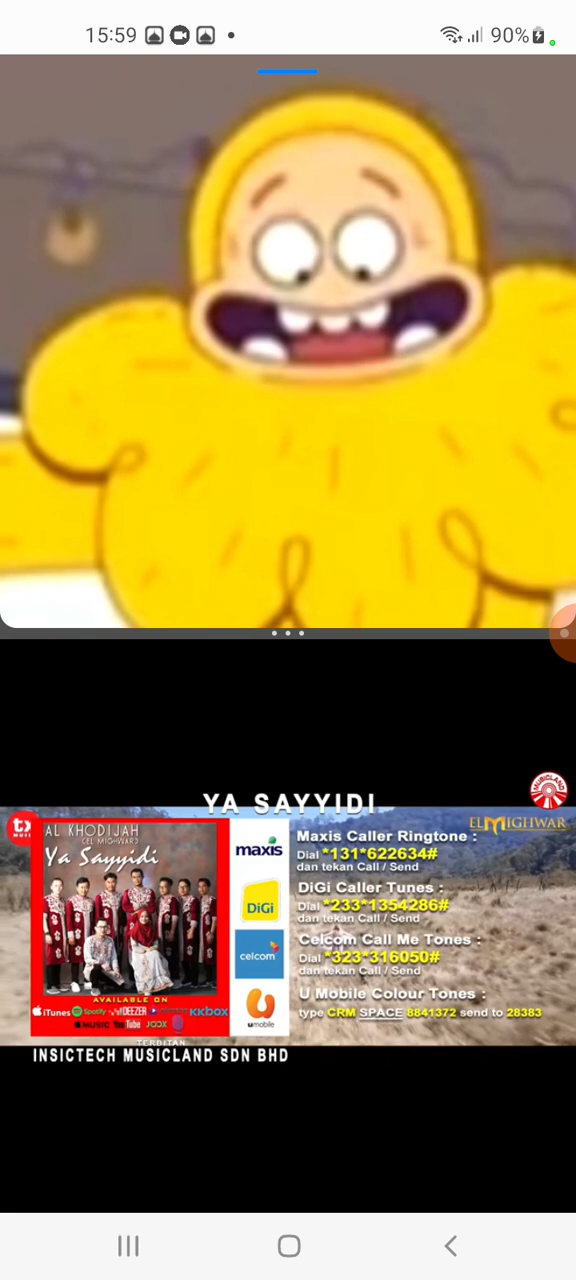 15:59
90%
YA SAYYIDI
MUSICLAND
EL MIGHWAR
AL KHODIJAH
Ya Sayyidi
AVAILABLE ON
iTunes Spotify DEEZER KKBOX
MUSIC YouTube JOOX
maxis
DiGi
celcom
umobile
Maxis Caller Ringtone :
Dial *131*622634#
dan tekan Call / Send
DiGi Caller Tunes :
Dial *233*1354286#
dan tekan Call / Send
Celcom Call Me Tones :
Dial *323*316050#
dan tekan Call / Send
U Mobile Colour Tones :
type CRM SPACE 8841372 send to 28383
TERBITAN
INSICTECH MUSICLAND SDN BHD